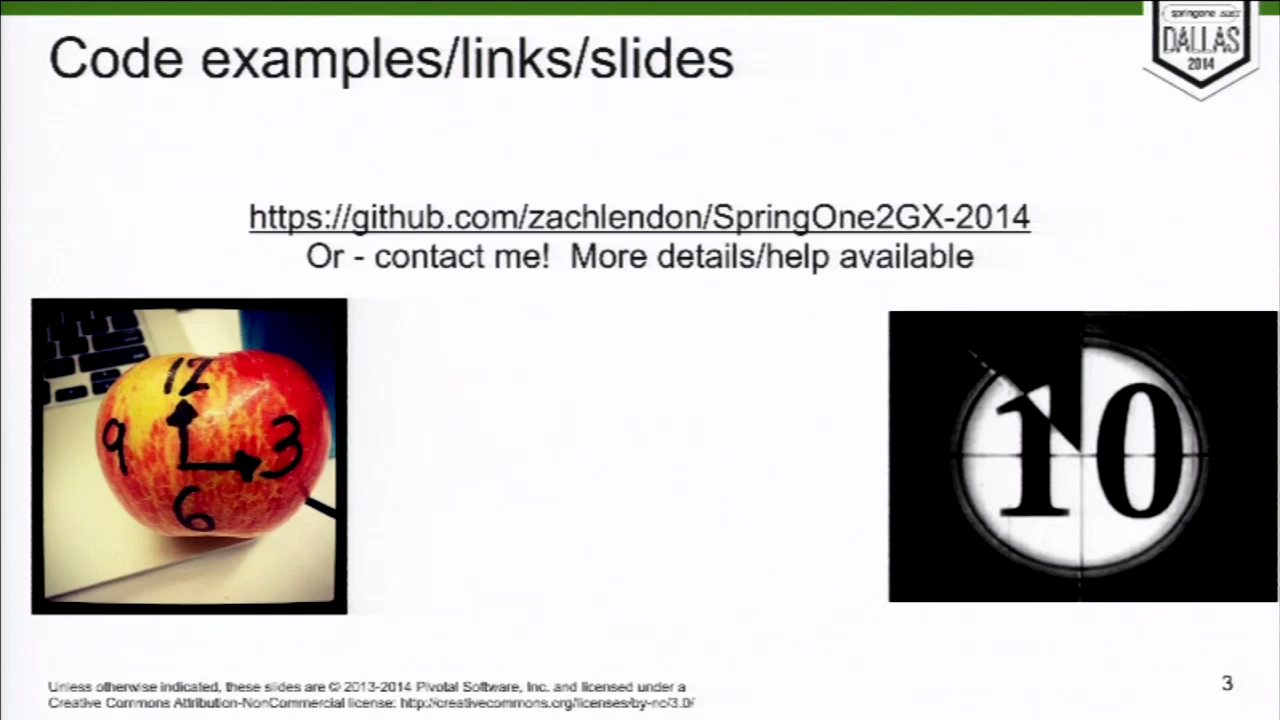 springone 2GX
DALLAS
2014
Code examples/links/slides
https://github.com/zachlendon/SpringOne2GX-2014
Or - contact me!  More details/help available
12
9
3
6
10
Unless otherwise indicated, these slides are © 2013-2014 Pivotal Software, Inc. and licensed under a
Creative Commons Attribution-NonCommercial license: http://creativecommons.org/licenses/by-nc/3.0/
3